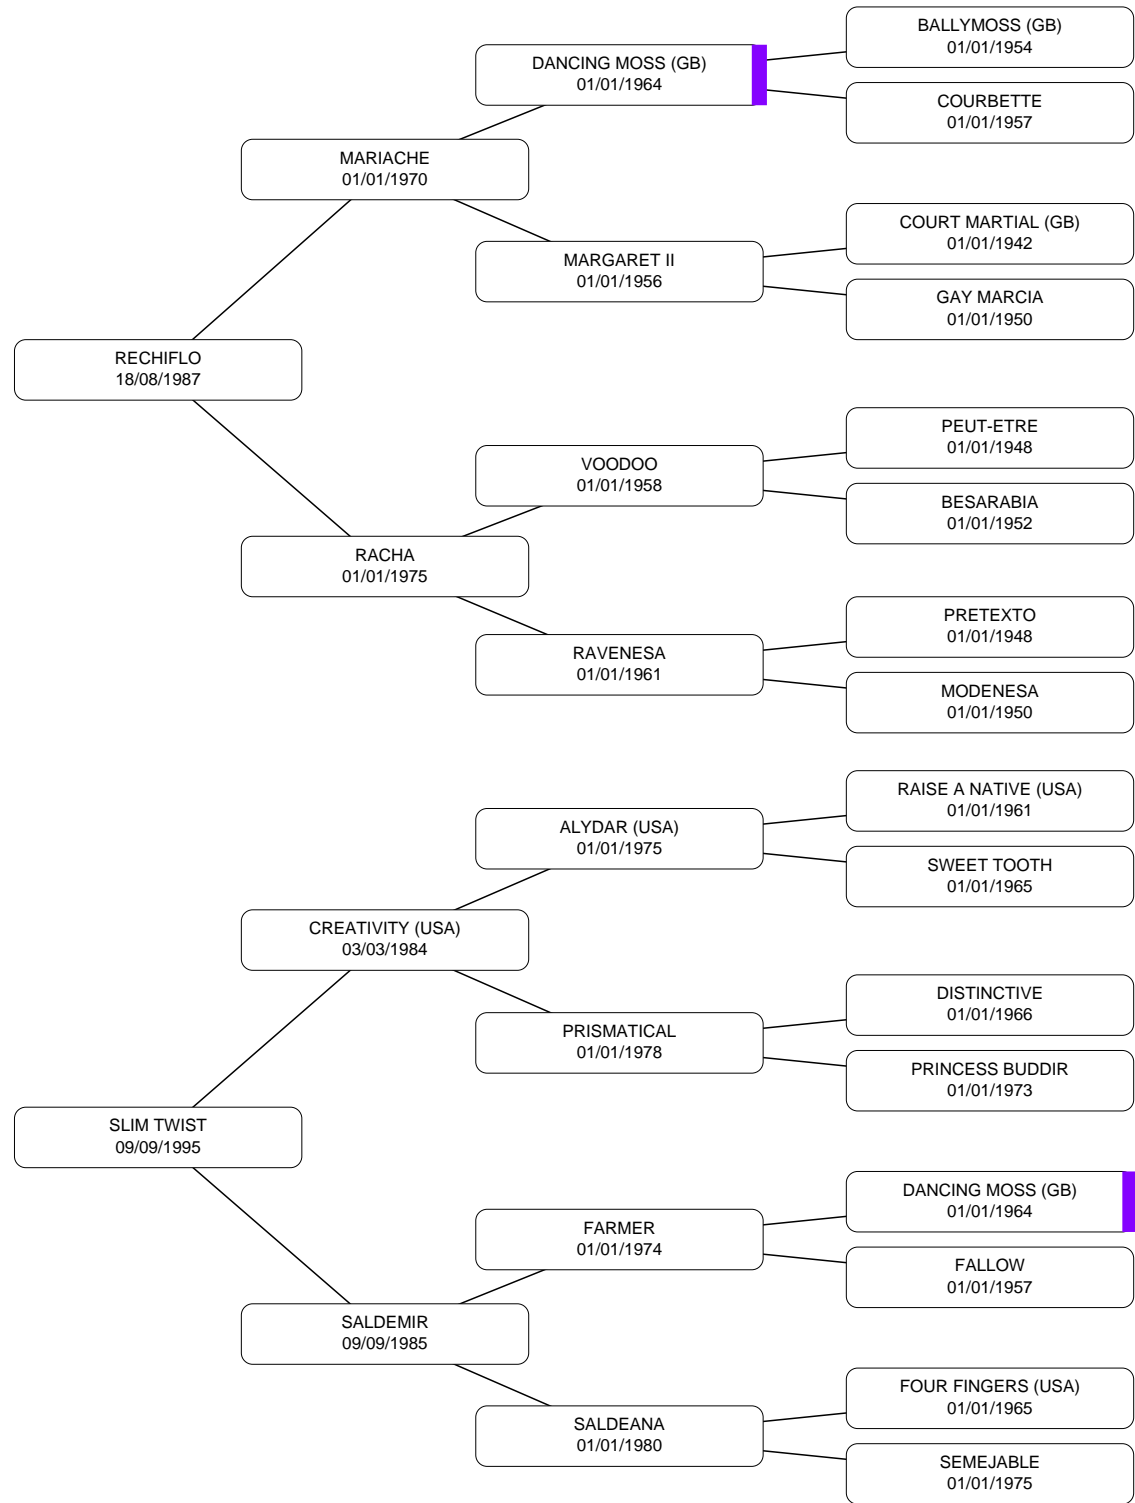 BALLYMOSS (GB)
01/01/1954
DANCING MOSS (GB)
01/01/1964
COURBETTE
01/01/1957
MARIACHE
01/01/1970
COURT MARTIAL (GB)
01/01/1942
MARGARET II
01/01/1956
GAY MARCIA
01/01/1950
RECHIFLO
18/08/1987
PEUT-ETRE
01/01/1948
VOODOO
01/01/1958
BESARABIA
01/01/1952
RACHA
01/01/1975
PRETEXTO
01/01/1948
RAVENESA
01/01/1961
MODENESA
01/01/1950
RAISE A NATIVE (USA)
01/01/1961
ALYDAR (USA)
01/01/1975
SWEET TOOTH
01/01/1965
CREATIVITY (USA)
03/03/1984
DISTINCTIVE
01/01/1966
PRISMATICAL
01/01/1978
PRINCESS BUDDIR
01/01/1973
SLIM TWIST
09/09/1995
DANCING MOSS (GB)
01/01/1964
FARMER
01/01/1974
FALLOW
01/01/1957
SALDEMIR
09/09/1985
FOUR FINGERS (USA)
01/01/1965
SALDEANA
01/01/1980
SEMEJABLE
01/01/1975